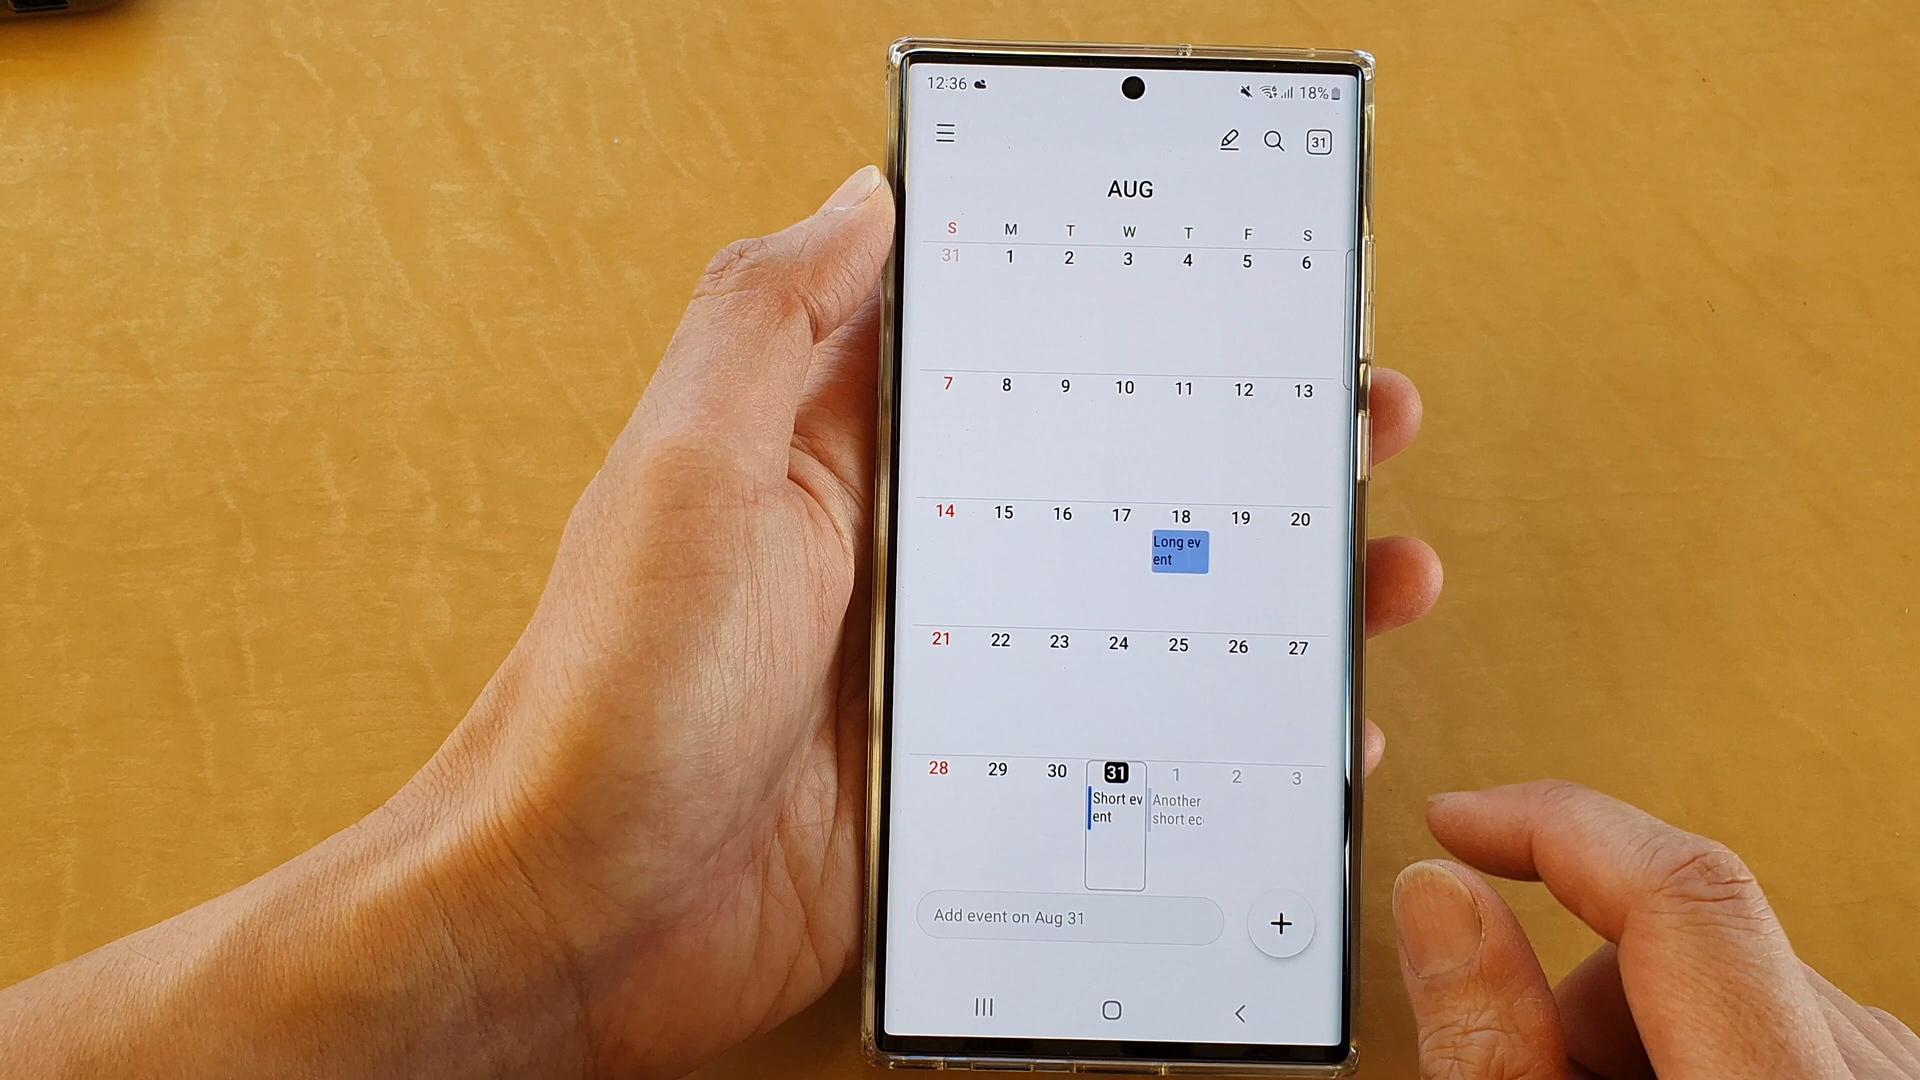 12:36 18%
31
AUG
S M T W T F S
31 1 2 3 4 5 6
7 8 9 10 11 12 13
14 15 16 17 18 19 20
Long ev
ent
21 22 23 24 25 26 27
28 29 30 31 1 2 3
Short ev
ent
Another
short ec
Add event on Aug 31